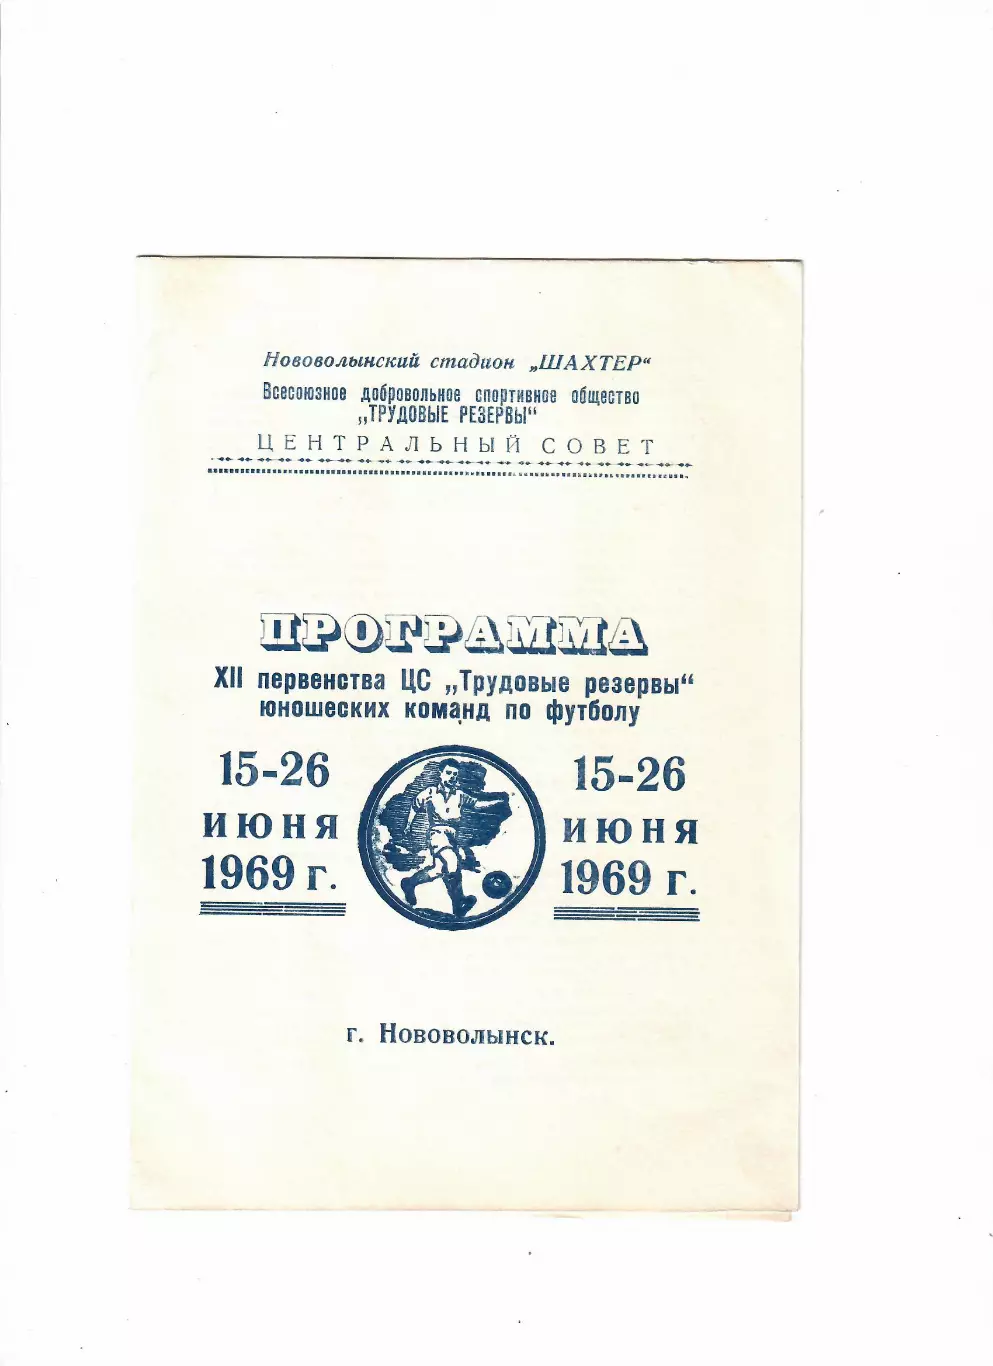 Нововолынский стадион „ШАХТЕР“
Всесоюзное добровольное спортивное общество
„ТРУДОВЫЕ РЕЗЕРВЫ“
ЦЕНТРАЛЬНЫЙ СОВЕТ
ПРОГРАММА
XII первенства ЦС „Трудовые резервы“
юношеских команд по футболу
15-26
ИЮНЯ
1969 г.
15-26
ИЮНЯ
1969 г.
г. Нововолынск.